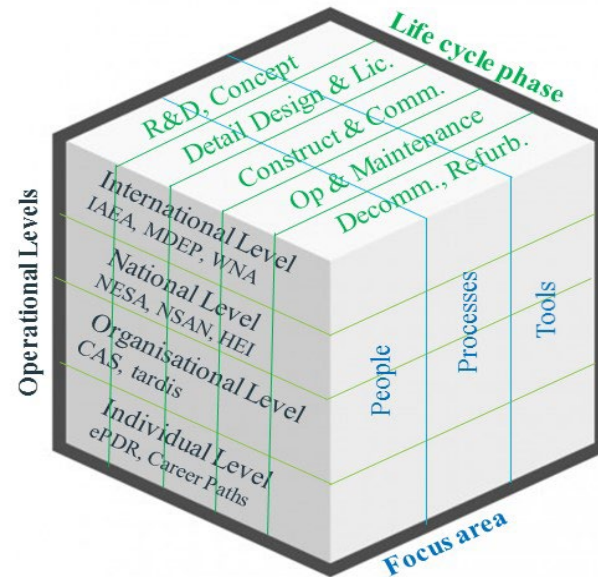 Life cycle phase
R&D, Concept
Detail Design & Lic.
Construct & Comm.
Op & Maintenance
Decomm., Refurb.
Operational Levels
International Level
IAEA, MDEP, WNA
National Level
NESA, NSAN, HEI
Organisational Level
CAS, tardis
Individual Level
ePDR, Career Paths
People
Processes
Tools
Focus area